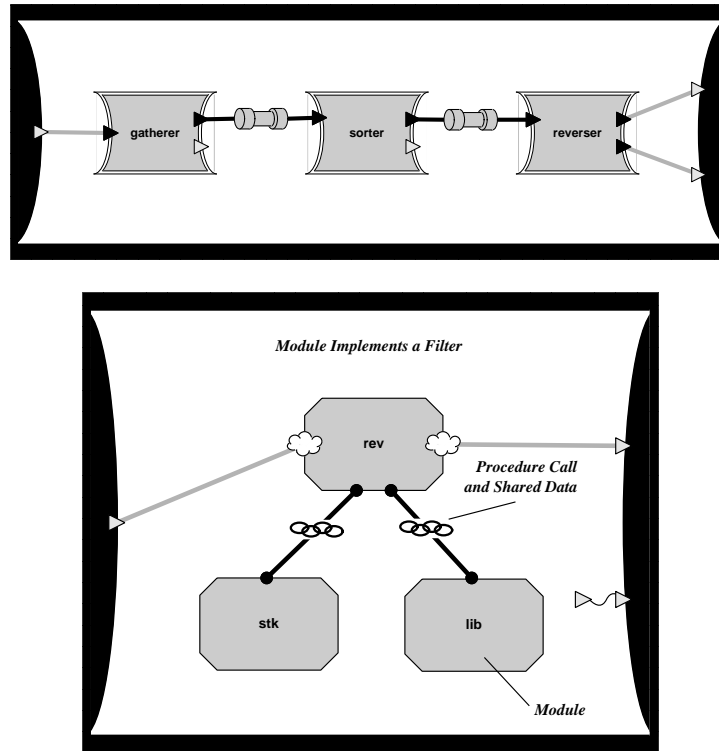 gatherer
sorter
reverser
Module Implements a Filter
rev
Procedure Call
and Shared Data
stk
lib
Module